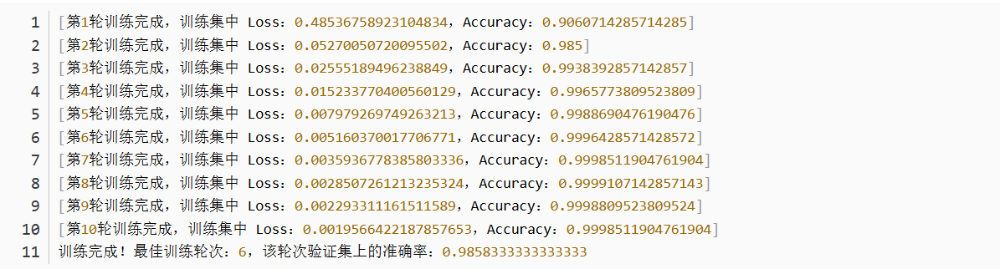 1 [第1轮训练完成，训练集中 Loss：0.48536758923104834，Accuracy：0.9060714285714285]
2 [第2轮训练完成，训练集中 Loss：0.05270050720095502，Accuracy：0.985]
3 [第3轮训练完成，训练集中 Loss：0.02555189496238849，Accuracy：0.9938392857142857]
4 [第4轮训练完成，训练集中 Loss：0.015233770400560129，Accuracy：0.9965773809523809]
5 [第5轮训练完成，训练集中 Loss：0.007979269749263213，Accuracy：0.9988690476190476]
6 [第6轮训练完成，训练集中 Loss：0.005160370017706771，Accuracy：0.9996428571428572]
7 [第7轮训练完成，训练集中 Loss：0.0035936778385803336，Accuracy：0.9998511904761904]
8 [第8轮训练完成，训练集中 Loss：0.0028507261213235324，Accuracy：0.9999107142857143]
9 [第9轮训练完成，训练集中 Loss：0.002293311161511589，Accuracy：0.9998809523809524]
10 [第10轮训练完成，训练集中 Loss：0.0019566422187857653，Accuracy：0.9998511904761904]
11 训练完成！最佳训练轮次：6，该轮次验证集上的准确率：0.9858333333333333